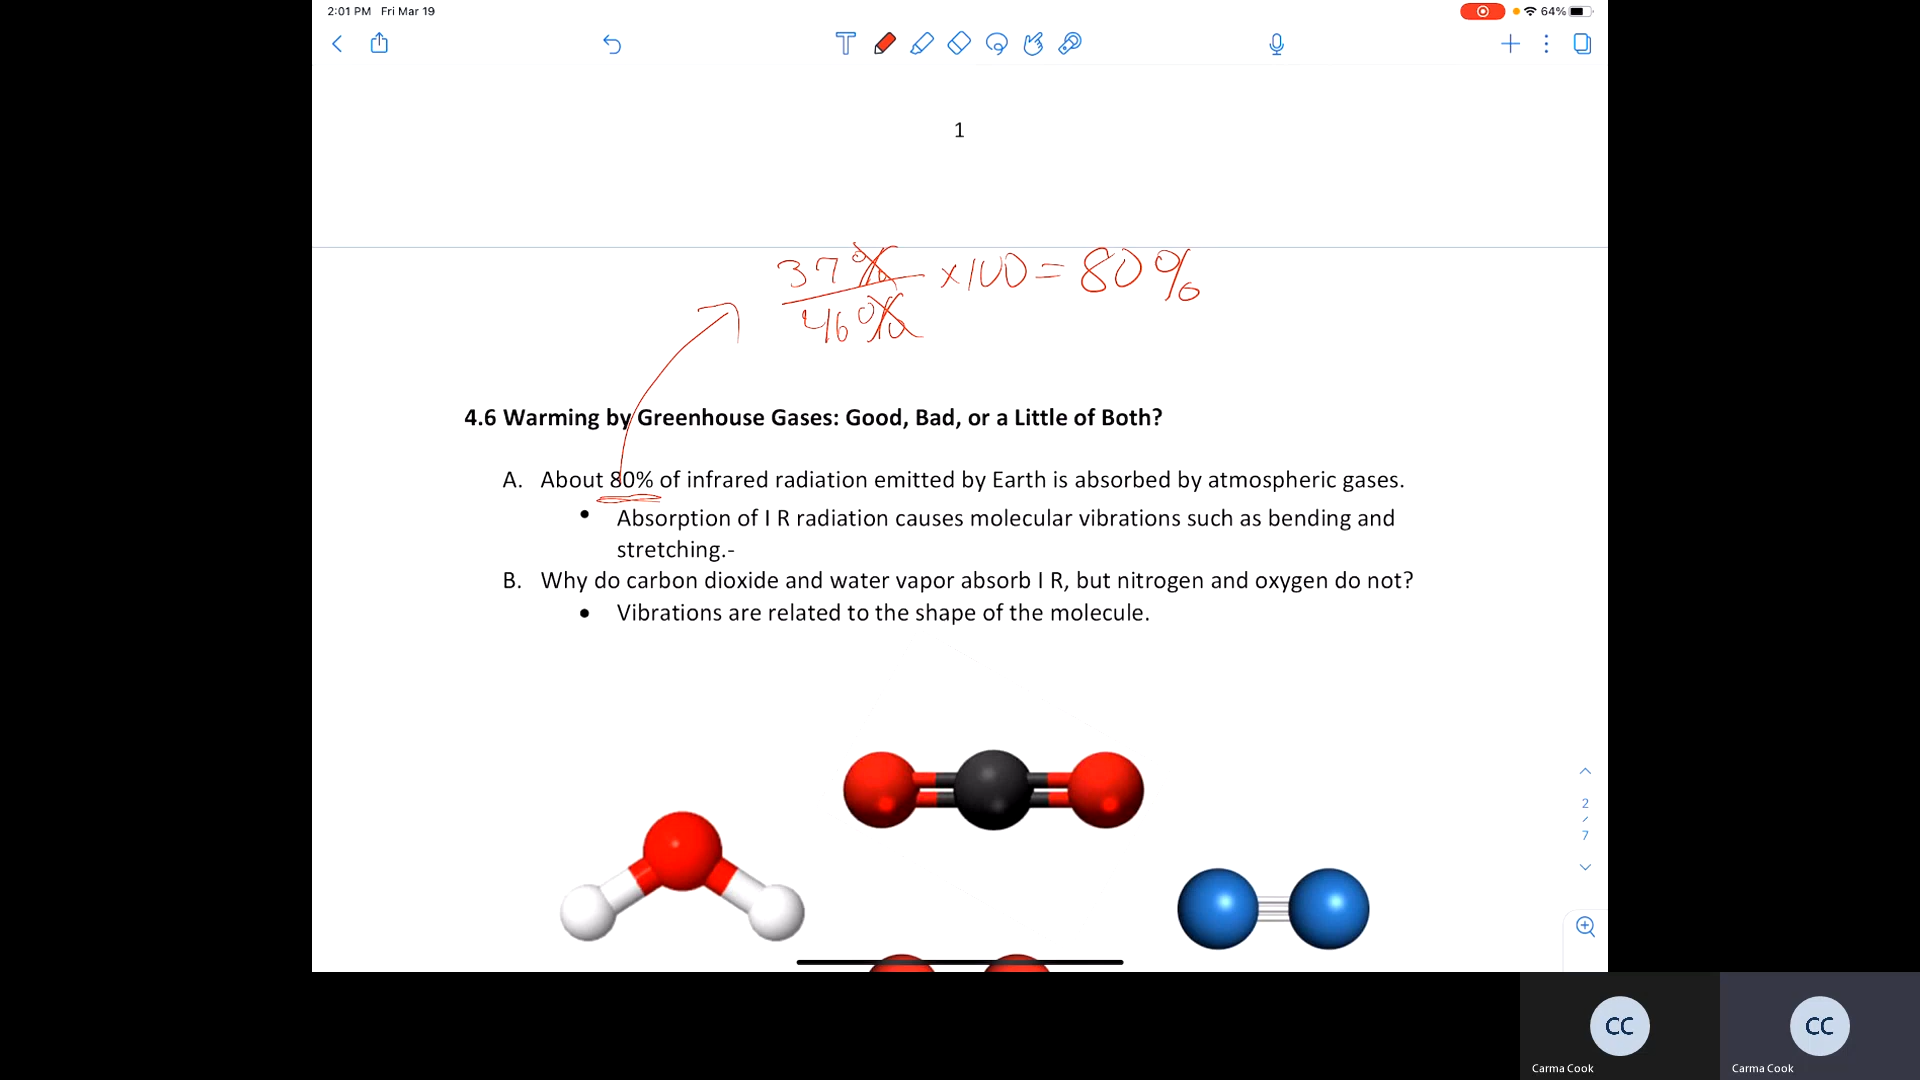 2:01 PM Fri Mar 19
64%
T
1
37% x100 = 80%
46%
4.6 Warming by Greenhouse Gases: Good, Bad, or a Little of Both?
A. About 80% of infrared radiation emitted by Earth is absorbed by atmospheric gases.
• Absorption of I R radiation causes molecular vibrations such as bending and
stretching.-
B. Why do carbon dioxide and water vapor absorb I R, but nitrogen and oxygen do not?
• Vibrations are related to the shape of the molecule.
2
/
7
CC
CC
Carma Cook
Carma Cook